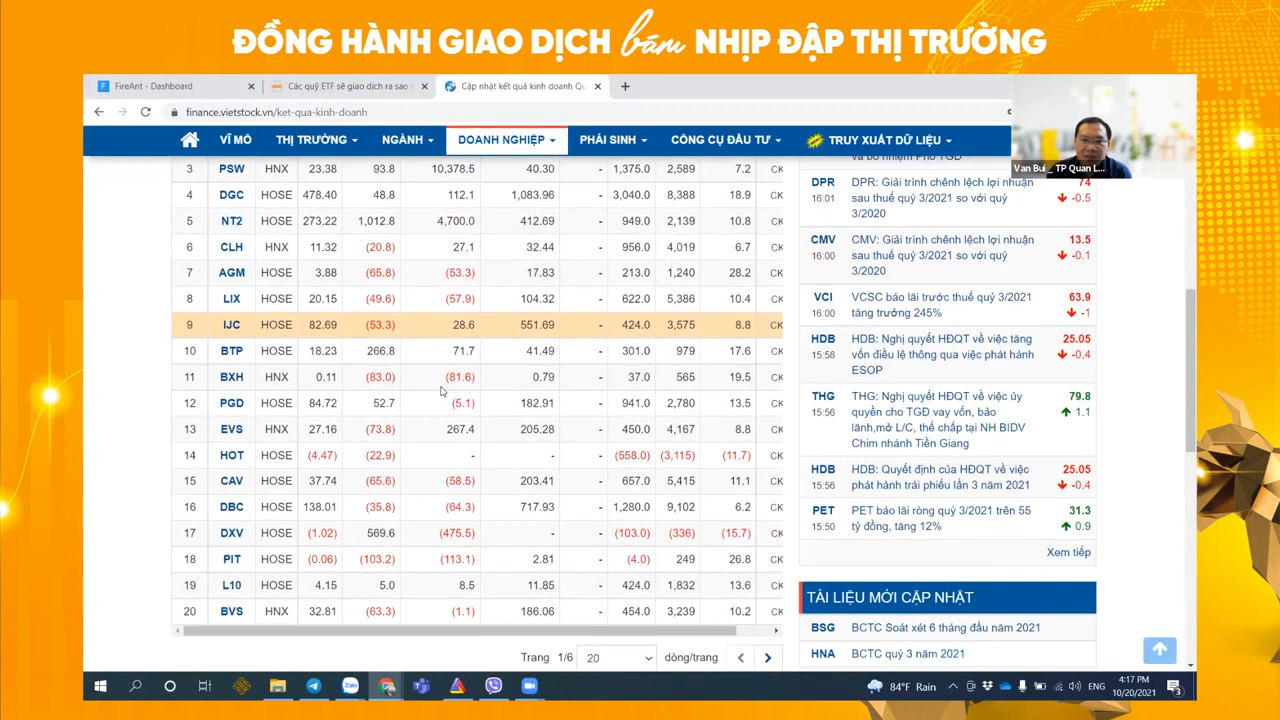 ĐỒNG HÀNH GIAO DỊCH bám NHỊP ĐẬP THỊ TRƯỜNG
FireAnt - Dashboard
Các quỹ ETF sẽ giao dịch ra sao
Cập nhật kết quả kinh doanh Qu
finance.vietstock.vn/ket-qua-kinh-doanh
VĨ MÔ THỊ TRƯỜNG NGÀNH DOANH NGHIỆP PHÁI SINH CÔNG CỤ ĐẦU TƯ TRUY XUẤT DỮ LIỆU
Van Bui _ TP Quan L...
3 PSW HNX 23.38 93.8 10,378.5 40.30 - 1,375.0 2,589 7.2 CK
4 DGC HOSE 478.40 48.8 112.1 1,083.96 - 3,040.0 8,388 18.9 CK
5 NT2 HOSE 273.22 1,012.8 4,700.0 412.69 - 949.0 2,139 10.8 CK
6 CLH HNX 11.32 (20.8) 27.1 32.44 - 956.0 4,019 6.7 CK
7 AGM HOSE 3.88 (65.8) (53.3) 17.83 - 213.0 1,240 28.2 CK
8 LIX HOSE 20.15 (49.6) (57.9) 104.32 - 622.0 5,386 10.4 CK
9 IJC HOSE 82.69 (53.3) 28.6 551.69 - 424.0 3,575 8.8 CK
10 BTP HOSE 18.23 266.8 71.7 41.49 - 301.0 979 17.6 CK
11 BXH HNX 0.11 (83.0) (81.6) 0.79 - 37.0 565 19.5 CK
12 PGD HOSE 84.72 52.7 (5.1) 182.91 - 941.0 2,780 13.5 CK
13 EVS HNX 27.16 (73.8) 267.4 205.28 - 450.0 4,167 8.8 CK
14 HOT HOSE (4.47) (22.9) - - - (558.0) (3,115) (11.7) CK
15 CAV HOSE 37.74 (65.6) (58.5) 203.41 - 657.0 5,415 11.1 CK
16 DBC HOSE 138.01 (35.8) (64.3) 717.93 - 1,280.0 9,102 6.2 CK
17 DXV HOSE (1.02) 569.6 (475.5) - - (103.0) (336) (15.7) CK
18 PIT HOSE (0.06) (103.2) (113.1) 2.81 - (4.0) 249 26.8 CK
19 L10 HOSE 4.15 5.0 8.5 11.85 - 424.0 1,832 13.6 CK
20 BVS HNX 32.81 (63.3) (1.1) 186.06 - 454.0 3,239 10.2 CK
Trang 1/6 20 dòng/trang
và bổ nhiệm Phó TGĐ
DPR DPR: Giải trình chênh lệch lợi nhuận 74
16:01 sau thuế quý 3/2021 so với quý -0.5
3/2020
CMV CMV: Giải trình chênh lệch lợi nhuận 13.5
16:00 sau thuế quý 3/2021 so với quý -0.1
3/2020
VCI VCSC báo lãi trước thuế quý 3/2021 63.9
16:00 tăng trưởng 245% -1
HDB HDB: Nghị quyết HĐQT về việc tăng 25.05
15:58 vốn điều lệ thông qua việc phát hành -0.4
ESOP
THG THG: Nghị quyết HĐQT về việc ủy 79.8
15:56 quyền cho TGĐ vay vốn, bảo 1.1
lãnh,mở L/C, thế chấp tại NH BIDV
Chim nhánh Tiền Giang
HDB HDB: Quyết định của HĐQT về việc 25.05
15:56 phát hành trái phiếu lần 3 năm 2021 -0.4
PET PET báo lãi ròng quý 3/2021 trên 55 31.3
15:50 tỷ đồng, tăng 12% 0.9
Xem tiếp
TÀI LIỆU MỚI CẬP NHẬT
BSG BCTC Soát xét 6 tháng đầu năm 2021
HNA BCTC quý 3 năm 2021
Zalo
84°F Rain
ENG
4:17 PM
10/20/2021
3